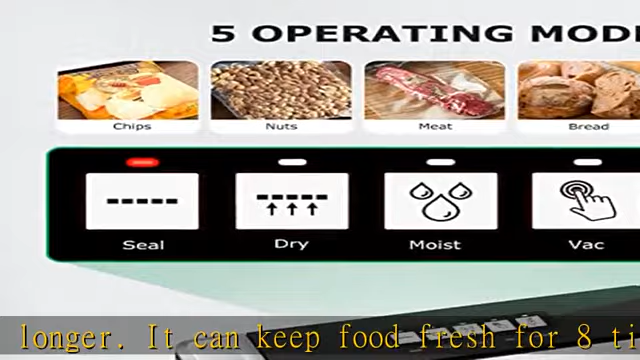 5 OPERATING MOD
Chips Nuts Meat Bread
Seal Dry Moist Vac
longer. It can keep food fresh for 8 ti